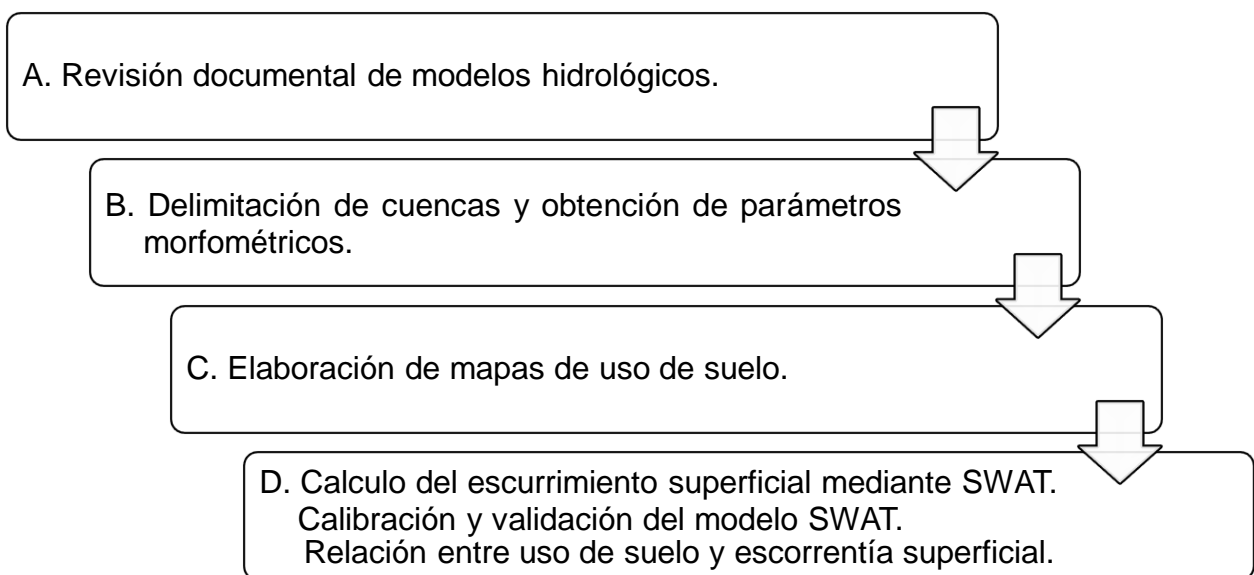 A. Revisión documental de modelos hidrológicos.
B. Delimitación de cuencas y obtención de parámetros
morfométricos.
C. Elaboración de mapas de uso de suelo.
D. Calculo del escurrimiento superficial mediante SWAT.
Calibración y validación del modelo SWAT.
Relación entre uso de suelo y escorrentía superficial.